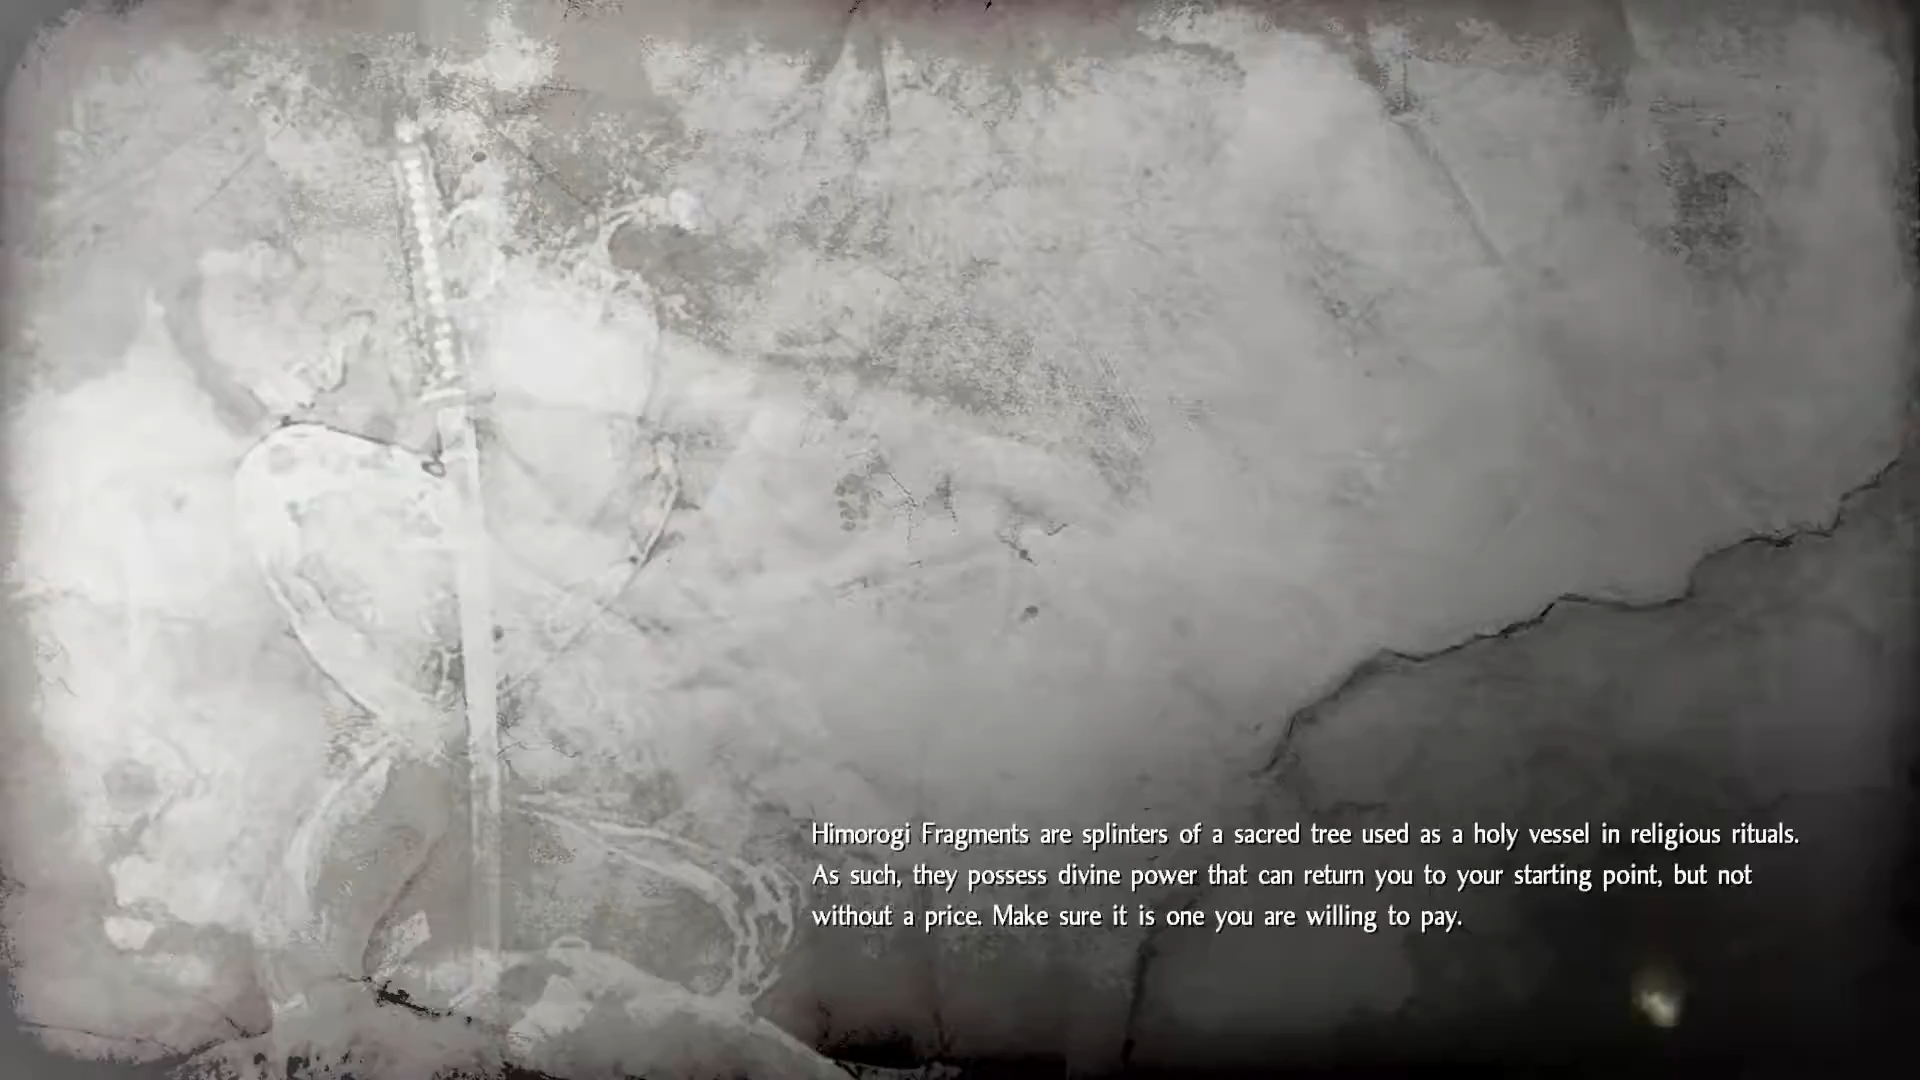 Himorogi Fragments are splinters of a sacred tree used as a holy vessel in religious rituals.
As such, they possess divine power that can return you to your starting point, but not
without a price. Make sure it is one you are willing to pay.